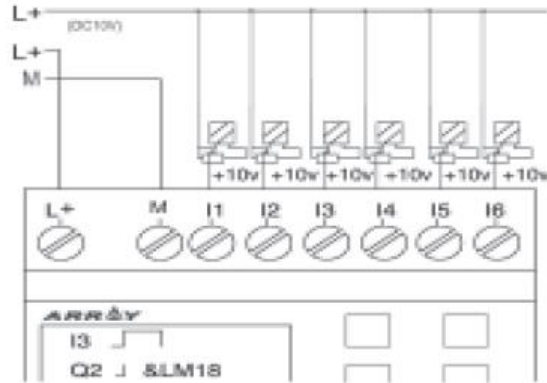 L+
(DC10V)
L+
M
+10v +10v +10v +10v +10v +10v
L+ M I1 I2 I3 I4 I5 I6
ARRAY
I3
Q2 &LM18